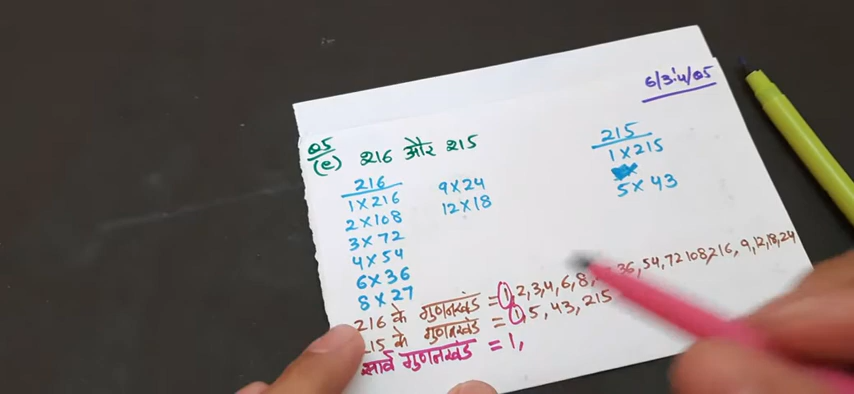 6/3.4/Q5
Q5
(e) 216 और 215
216
1×216
2×108
3×72
4×54
6×36
8×27
9×24
12×18
215
1×215
5×43
216 के गुणनखंड = 1,2,3,4,6,8, 36,54,72 108,216, 9,12,18,24
215 के गुणनखंड = 1,5, 43, 215
सार्व गुणनखंड = 1,